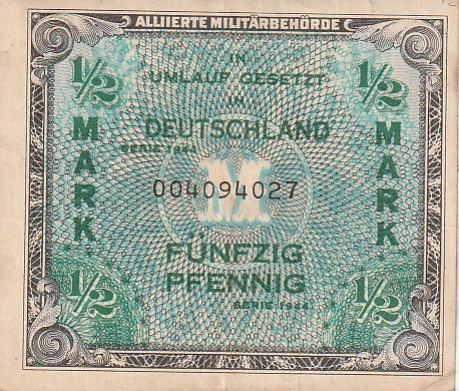 ALLIIERTE MILITÄRBEHÖRDE
1/2 1/2
IN
UMLAUF GESETZT
IN
DEUTSCHLAND
SERIE 1944
MARK MARK
004094027
M
FÜNFZIG
PFENNIG
SERIE 1944
1/2 1/2